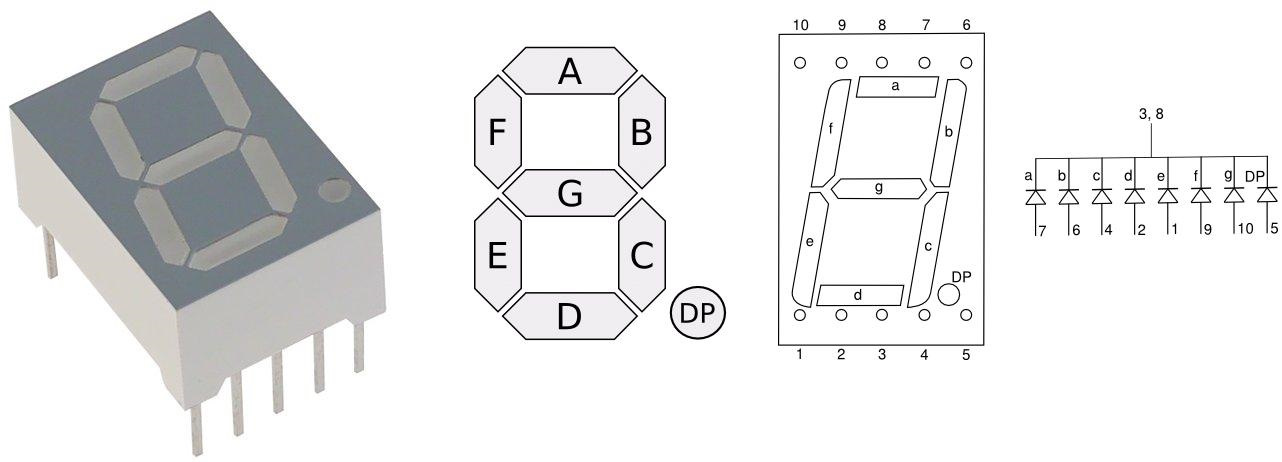 A
F
B
G
E
C
D
DP
10 9 8 7 6
a
f
b
g
e
c
d
DP
1 2 3 4 5
3, 8
a b c d e f g DP
7 6 4 2 1 9 10 5